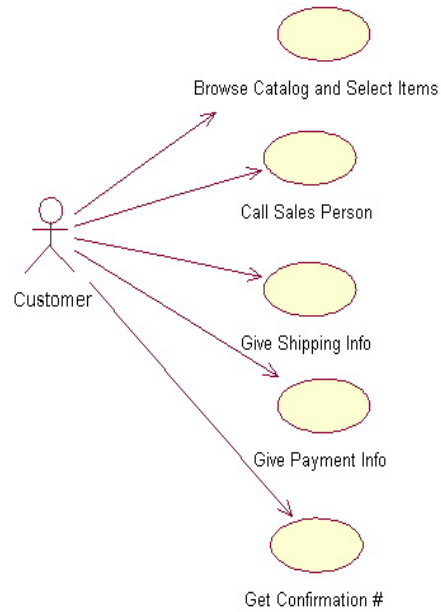 Browse Catalog and Select Items
Call Sales Person
Customer
Give Shipping Info
Give Payment Info
Get Confirmation #